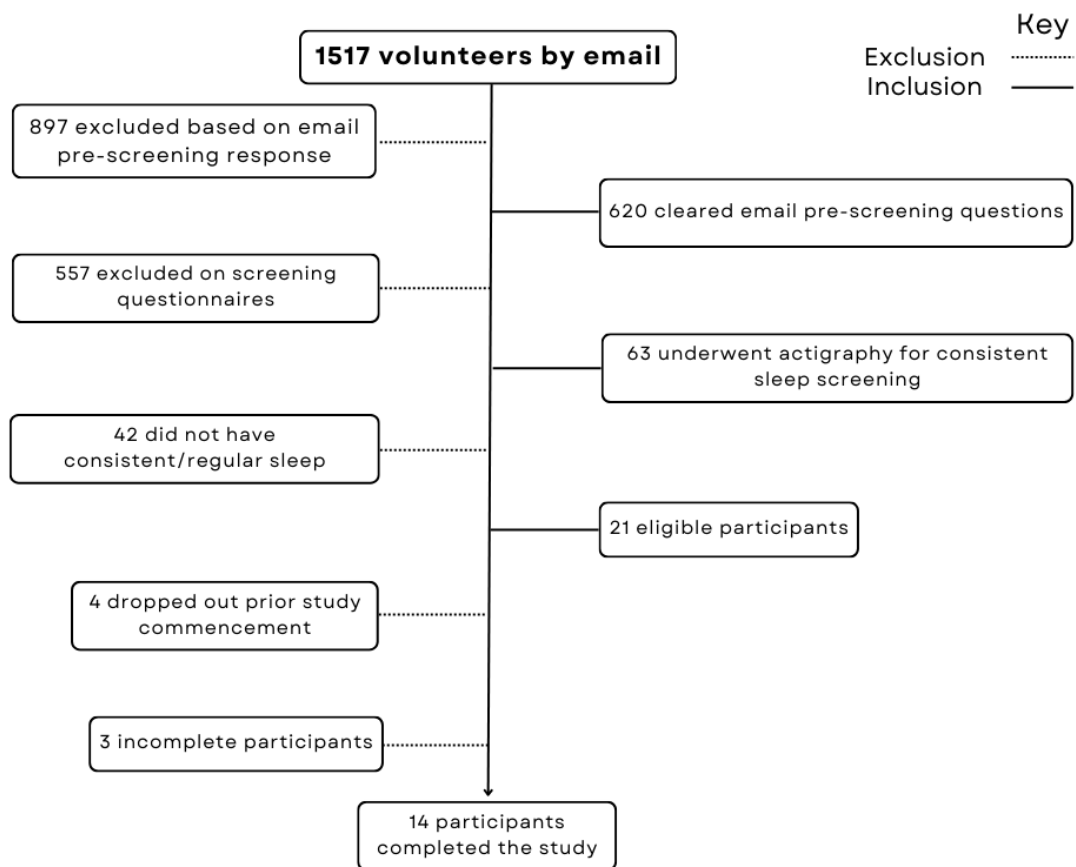 Key
Exclusion
Inclusion
1517 volunteers by email
897 excluded based on email
pre-screening response
620 cleared email pre-screening questions
557 excluded on screening
questionnaires
63 underwent actigraphy for consistent
sleep screening
42 did not have
consistent/regular sleep
21 eligible participants
4 dropped out prior study
commencement
3 incomplete participants
14 participants
completed the study